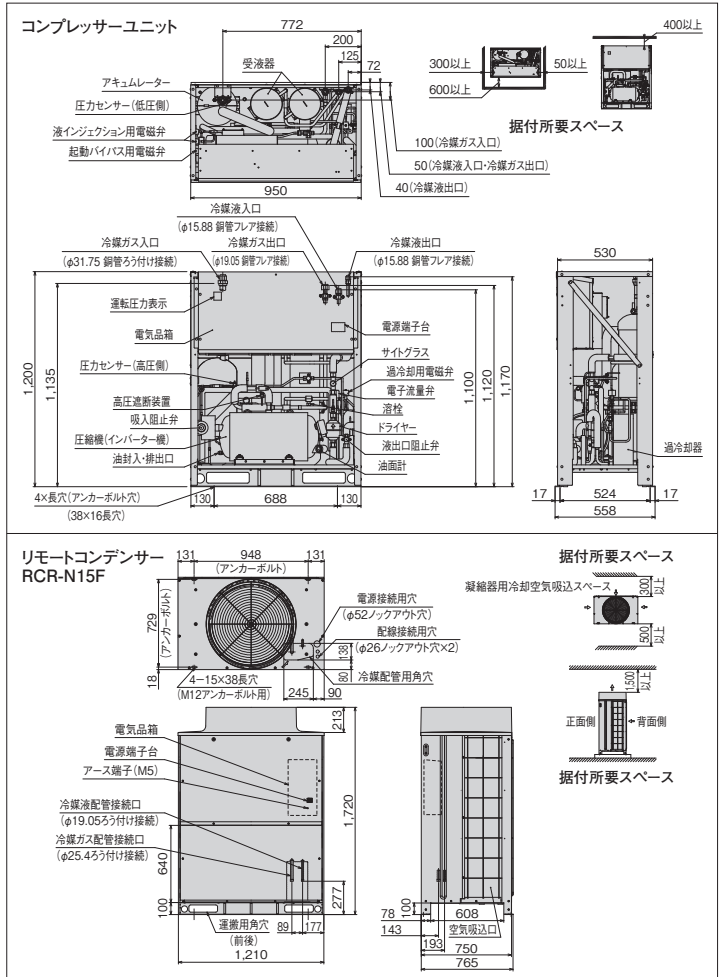 コンプレッサーユニット
772
200
125
72
アキュムレーター
受液器
圧力センサー(低圧側)
液インジェクション用電磁弁
起動バイパス用電磁弁
950
100(冷媒ガス入口)
50(冷媒液入口・冷媒ガス出口)
40(冷媒液出口)
400以上
300以上
50以上
600以上
据付所要スペース
冷媒液入口
(φ15.88 銅管フレア接続)
冷媒ガス入口
(φ31.75 銅管ろう付け接続)
冷媒ガス出口
(φ19.05 銅管フレア接続)
冷媒液出口
(φ15.88 銅管フレア接続)
運転圧力表示
電気品箱
圧力センサー(高圧側)
高圧遮断装置
吸入阻止弁
圧縮機(インバーター機)
油封入・排出口
4×長穴(アンカーボルト穴)
(38×16長穴)
電源端子台
サイトグラス
過冷却用電磁弁
電子流量弁
溶栓
ドライヤー
液出口阻止弁
油面計
1,200
1,135
1,100
1,120
1,170
130
688
130
530
過冷却器
17
524
17
558
リモートコンデンサー
RCR-N15F
131
948
131
(アンカーボルト)
729
(アンカーボルト)
18
4−15×38長穴
(M12アンカーボルト用)
電源接続用穴
(φ52ノックアウト穴)
配線接続用穴
(φ26ノックアウト穴×2)
冷媒配管用角穴
138
80
245
90
据付所要スペース
凝縮器用冷却空気吸込スペース
300以上
500以上
1,500以上
正面側
背面側
据付所要スペース
電気品箱
電源端子台
アース端子(M5)
冷媒液配管接続口
(φ19.05ろう付け接続)
冷媒ガス配管接続口
(φ25.4ろう付け接続)
213
1,720
640
100
277
運搬用角穴
(前後)
89
177
1,210
100
78
608
143
空気吸込口
193
750
765